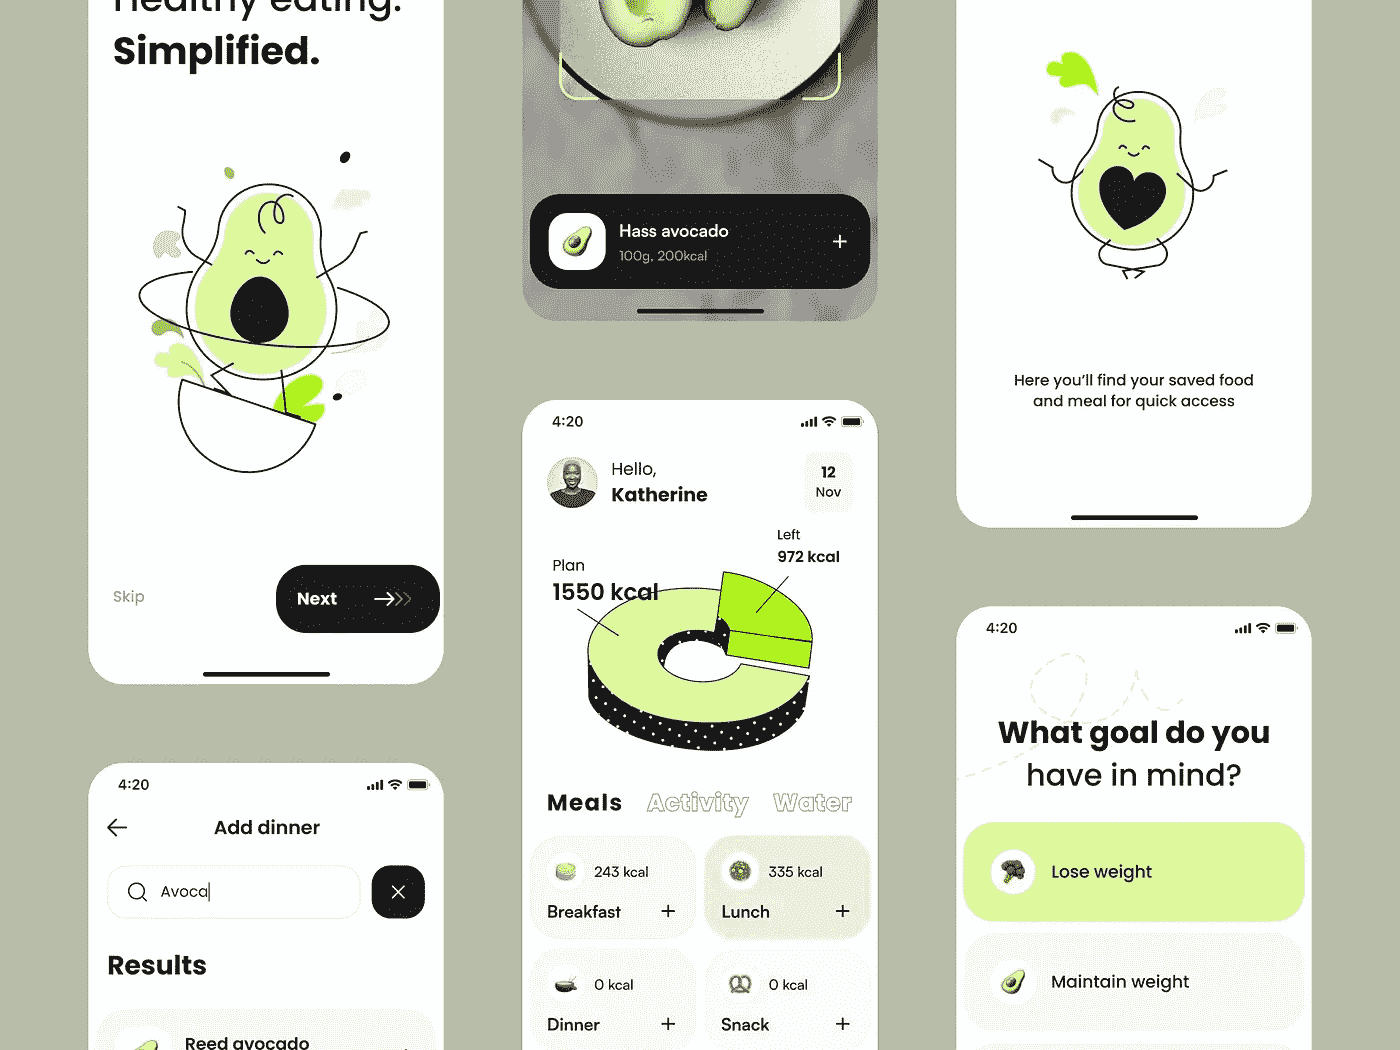 Healthy eating.
Simplified.
Skip
Next
4:20
Add dinner
Avoca
Results
Reed avocado
Hass avocado
100g, 200kcal
4:20
Hello,
Katherine
12
Nov
Left
972 kcal
Plan
1550 kcal
Meals Activity Water
243 kcal
Breakfast +
335 kcal
Lunch +
0 kcal
Dinner +
0 kcal
Snack +
Here you'll find your saved food
and meal for quick access
4:20
What goal do you
have in mind?
Lose weight
Maintain weight